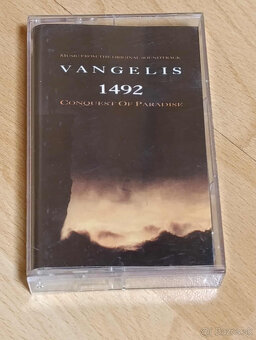 MUSIC FROM THE ORIGINAL SOUNDTRACK
VANGELIS
1492
CONQUEST OF PARADISE